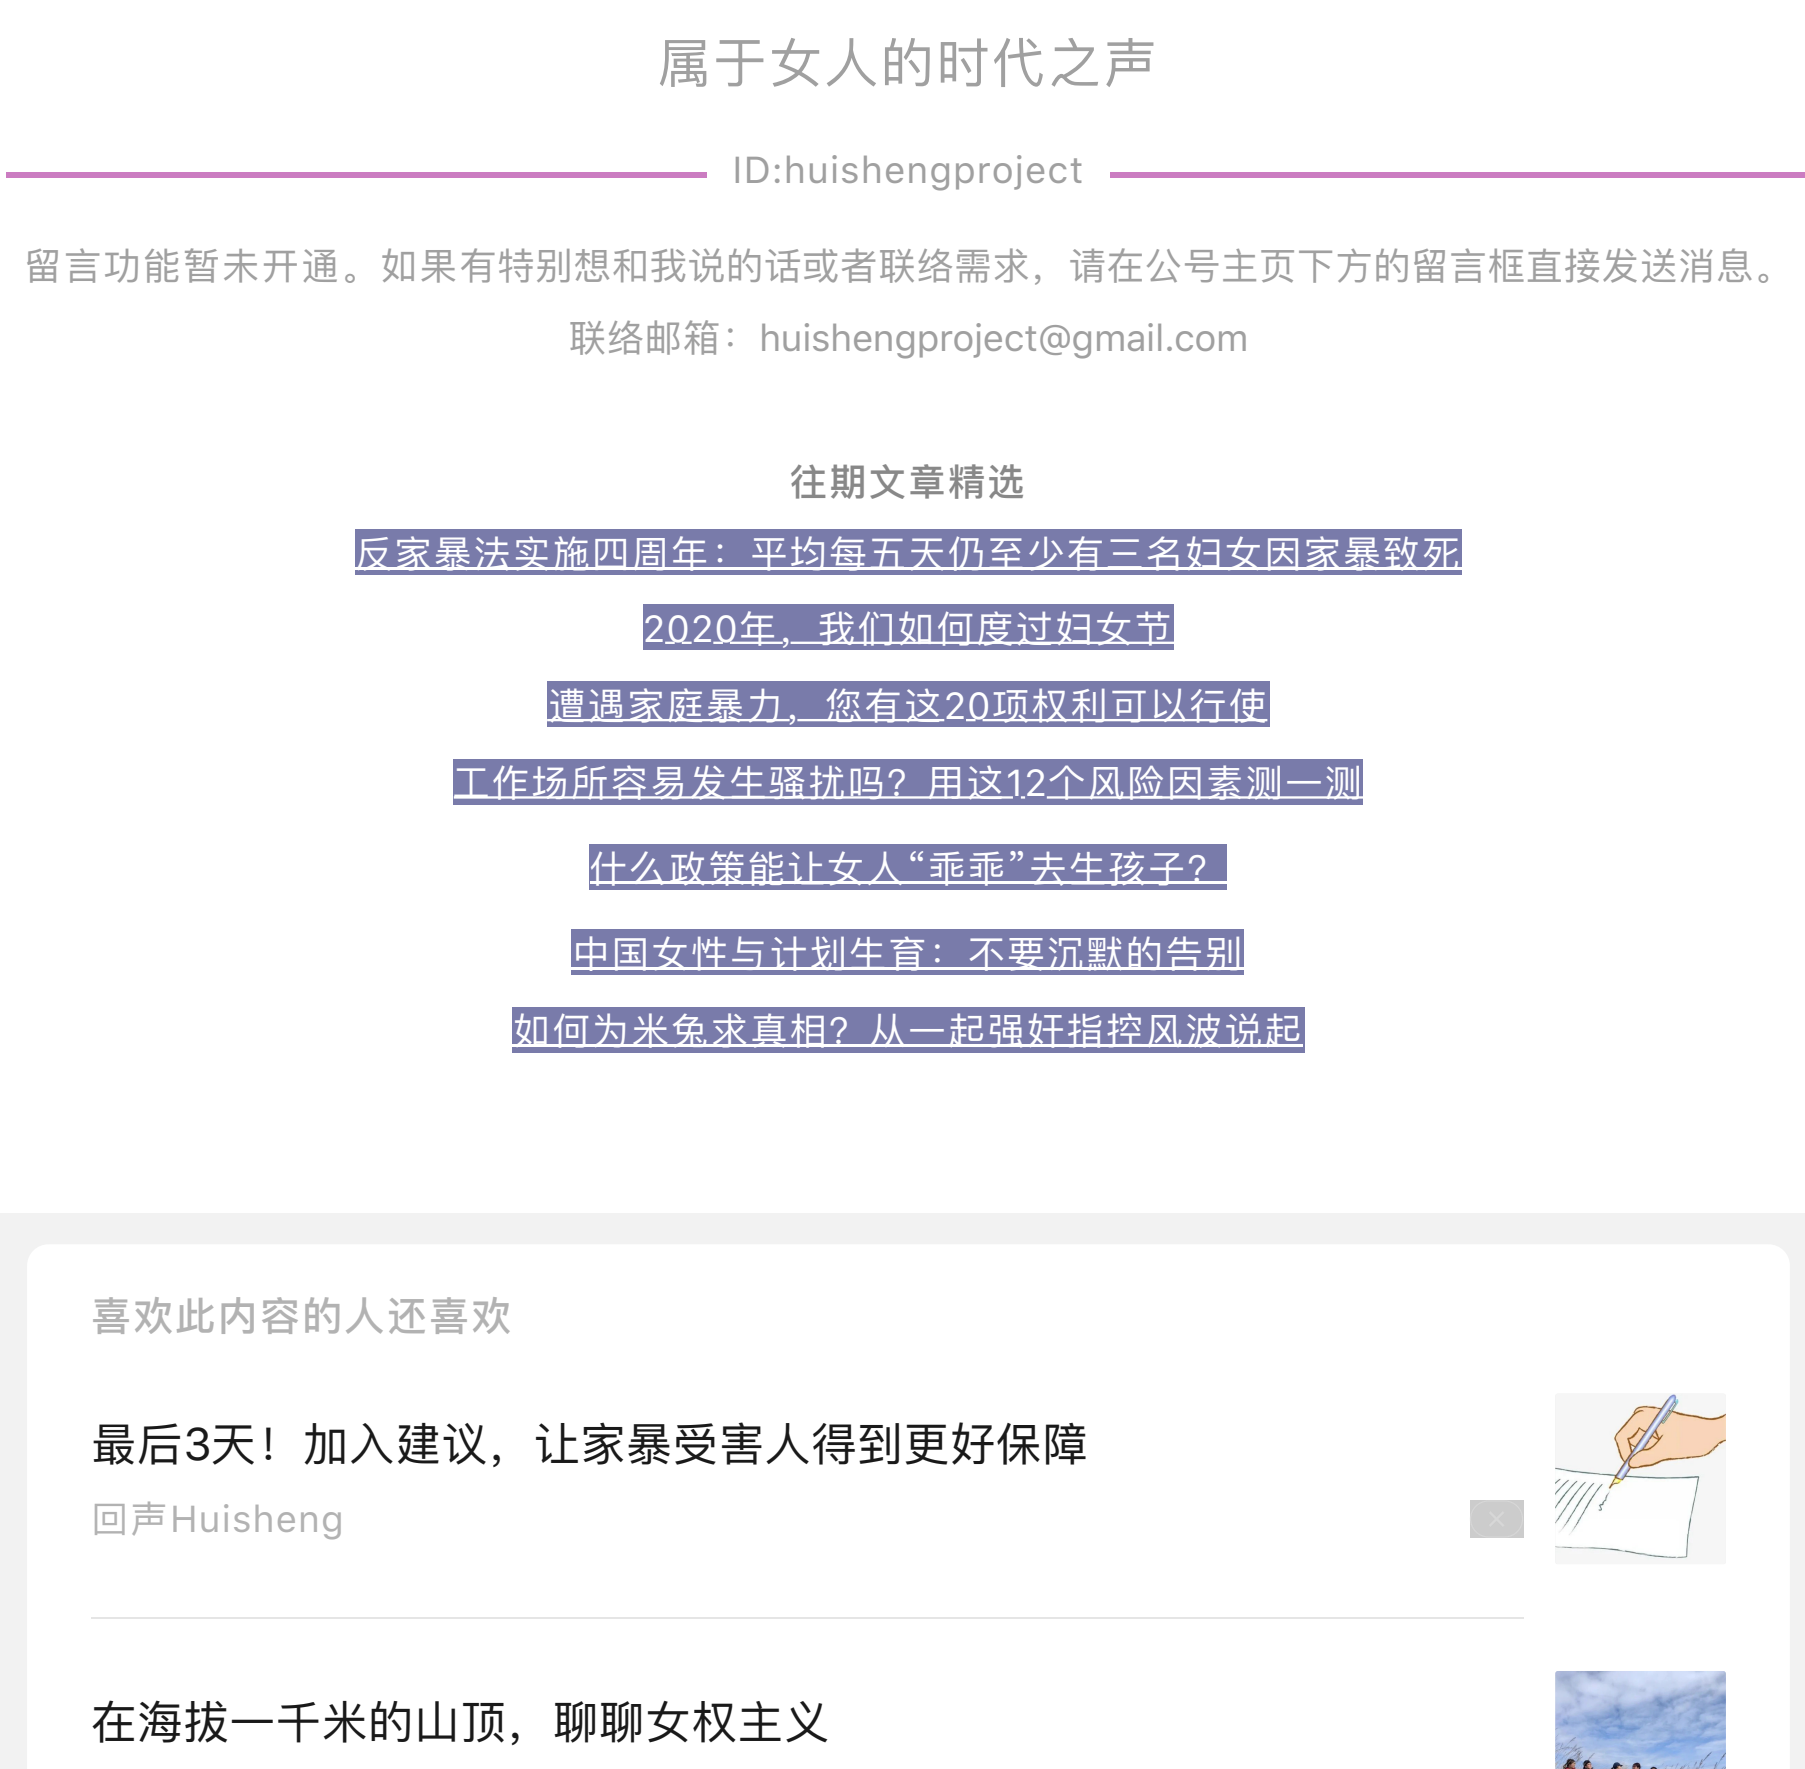 属于女人的时代之声
ID:huishengproject
留言功能暂未开通。如果有特别想和我说的话或者联络需求，请在公号主页下方的留言框直接发送消息。
联络邮箱：huishengproject@gmail.com
往期文章精选
反家暴法实施四周年：平均每五天仍至少有三名妇女因家暴致死
2020年，我们如何度过妇女节
遭遇家庭暴力，您有这20项权利可以行使
工作场所容易发生骚扰吗？用这12个风险因素测一测
什么政策能让女人“乖乖”去生孩子？
中国女性与计划生育：不要沉默的告别
如何为米兔求真相？从一起强奸指控风波说起
喜欢此内容的人还喜欢
最后3天！加入建议，让家暴受害人得到更好保障
回声Huisheng
在海拔一千米的山顶，聊聊女权主义